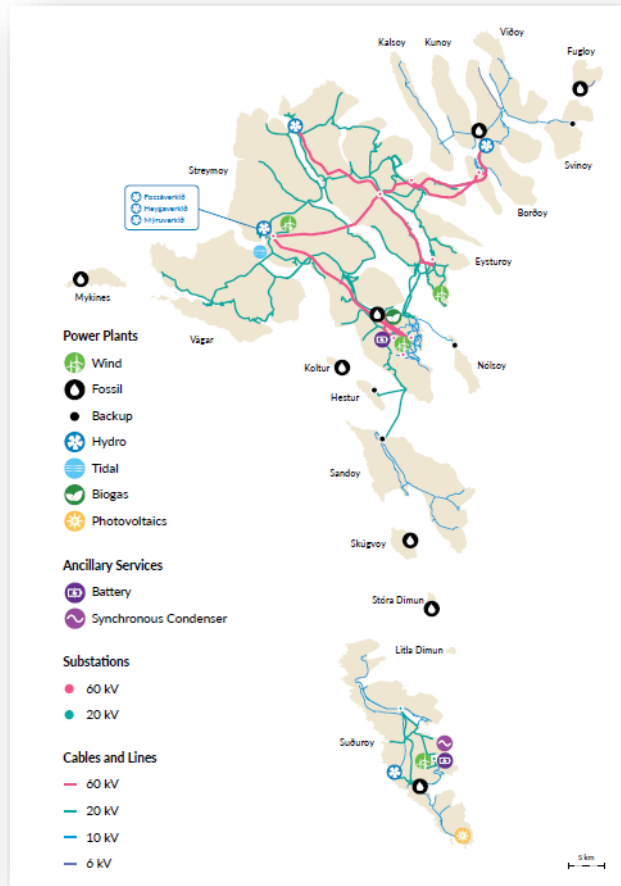 Viðoy
Kalsoy
Kunoy
Fugloy
Svínoy
Streymoy
Borðoy
Fossáverkið
Heygaverkið
Mýruverkið
Eysturoy
Mykines
Vágar
Nólsoy
Koltur
Hestur
Sandoy
Skúgvoy
Stóra Dímun
Lítla Dímun
Suðuroy
Power Plants
Wind
Fossil
Backup
Hydro
Tidal
Biogas
Photovoltaics
Ancillary Services
Battery
Synchronous Condenser
Substations
60 kV
20 kV
Cables and Lines
60 kV
20 kV
10 kV
6 kV
5 km